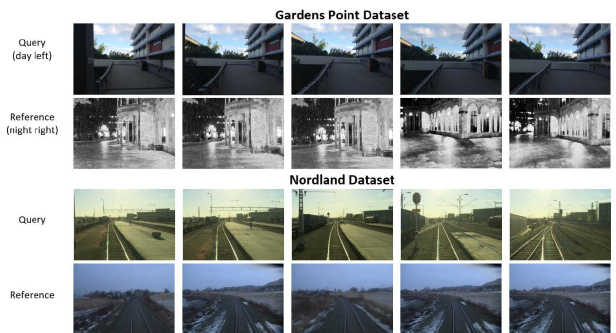 Gardens Point Dataset
Query
(day left)
Reference
(night right)
Nordland Dataset
Query
Reference